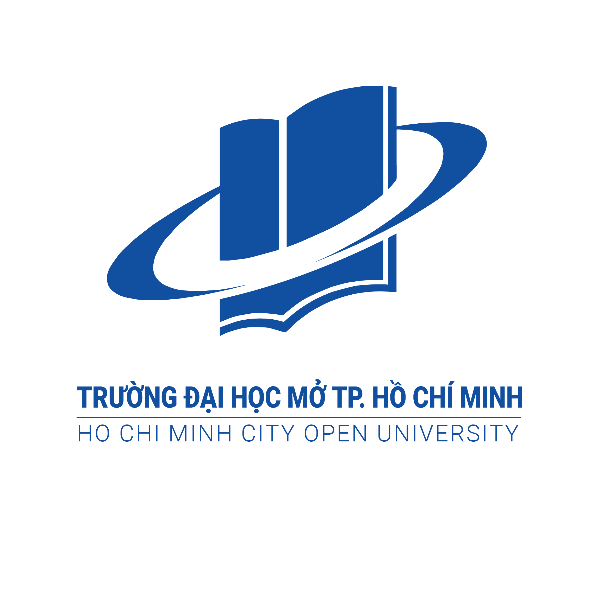 TRƯỜNG ĐẠI HỌC MỞ TP. HỒ CHÍ MINH
HO CHI MINH CITY OPEN UNIVERSITY